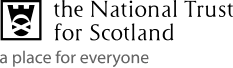 the National Trust
for Scotland
a place for everyone